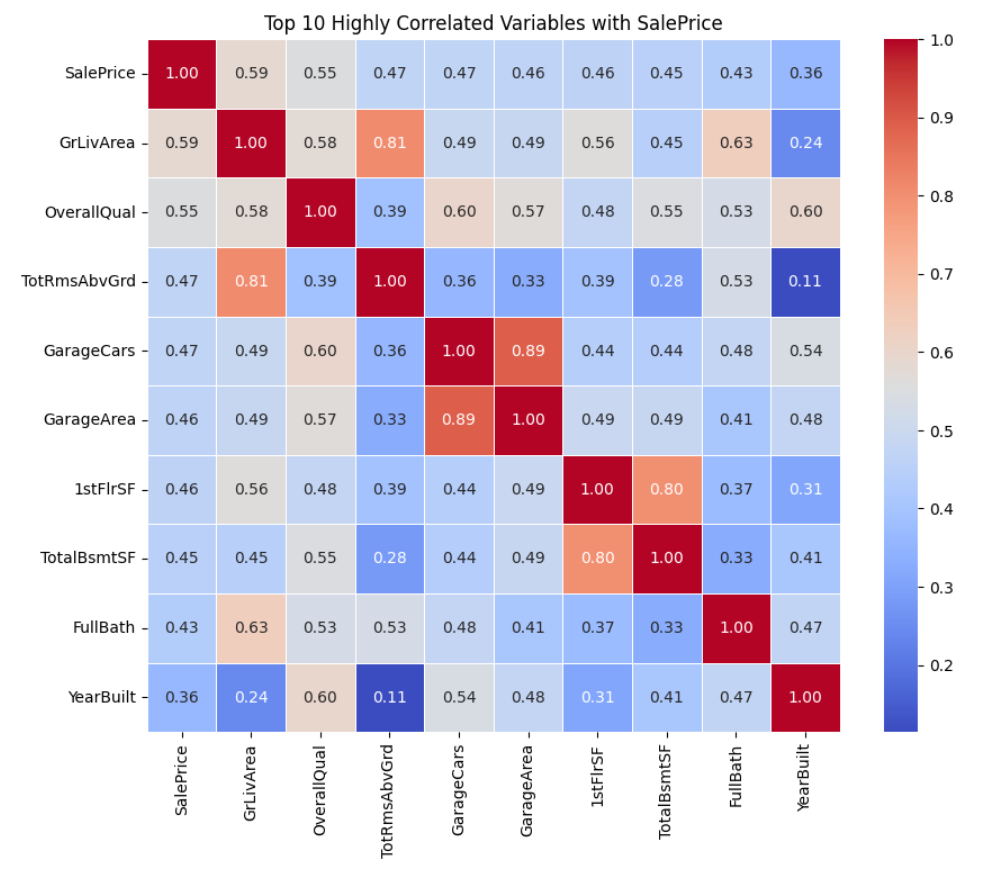 Top 10 Highly Correlated Variables with SalePrice
SalePrice 1.00 0.59 0.55 0.47 0.47 0.46 0.46 0.45 0.43 0.36
GrLivArea 0.59 1.00 0.58 0.81 0.49 0.49 0.56 0.45 0.63 0.24
OverallQual 0.55 0.58 1.00 0.39 0.60 0.57 0.48 0.55 0.53 0.60
TotRmsAbvGrd 0.47 0.81 0.39 1.00 0.36 0.33 0.39 0.28 0.53 0.11
GarageCars 0.47 0.49 0.60 0.36 1.00 0.89 0.44 0.44 0.48 0.54
GarageArea 0.46 0.49 0.57 0.33 0.89 1.00 0.49 0.49 0.41 0.48
1stFlrSF 0.46 0.56 0.48 0.39 0.44 0.49 1.00 0.80 0.37 0.31
TotalBsmtSF 0.45 0.45 0.55 0.28 0.44 0.49 0.80 1.00 0.33 0.41
FullBath 0.43 0.63 0.53 0.53 0.48 0.41 0.37 0.33 1.00 0.47
YearBuilt 0.36 0.24 0.60 0.11 0.54 0.48 0.31 0.41 0.47 1.00
SalePrice
GrLivArea
OverallQual
TotRmsAbvGrd
GarageCars
GarageArea
1stFlrSF
TotalBsmtSF
FullBath
YearBuilt
1.0
0.9
0.8
0.7
0.6
0.5
0.4
0.3
0.2